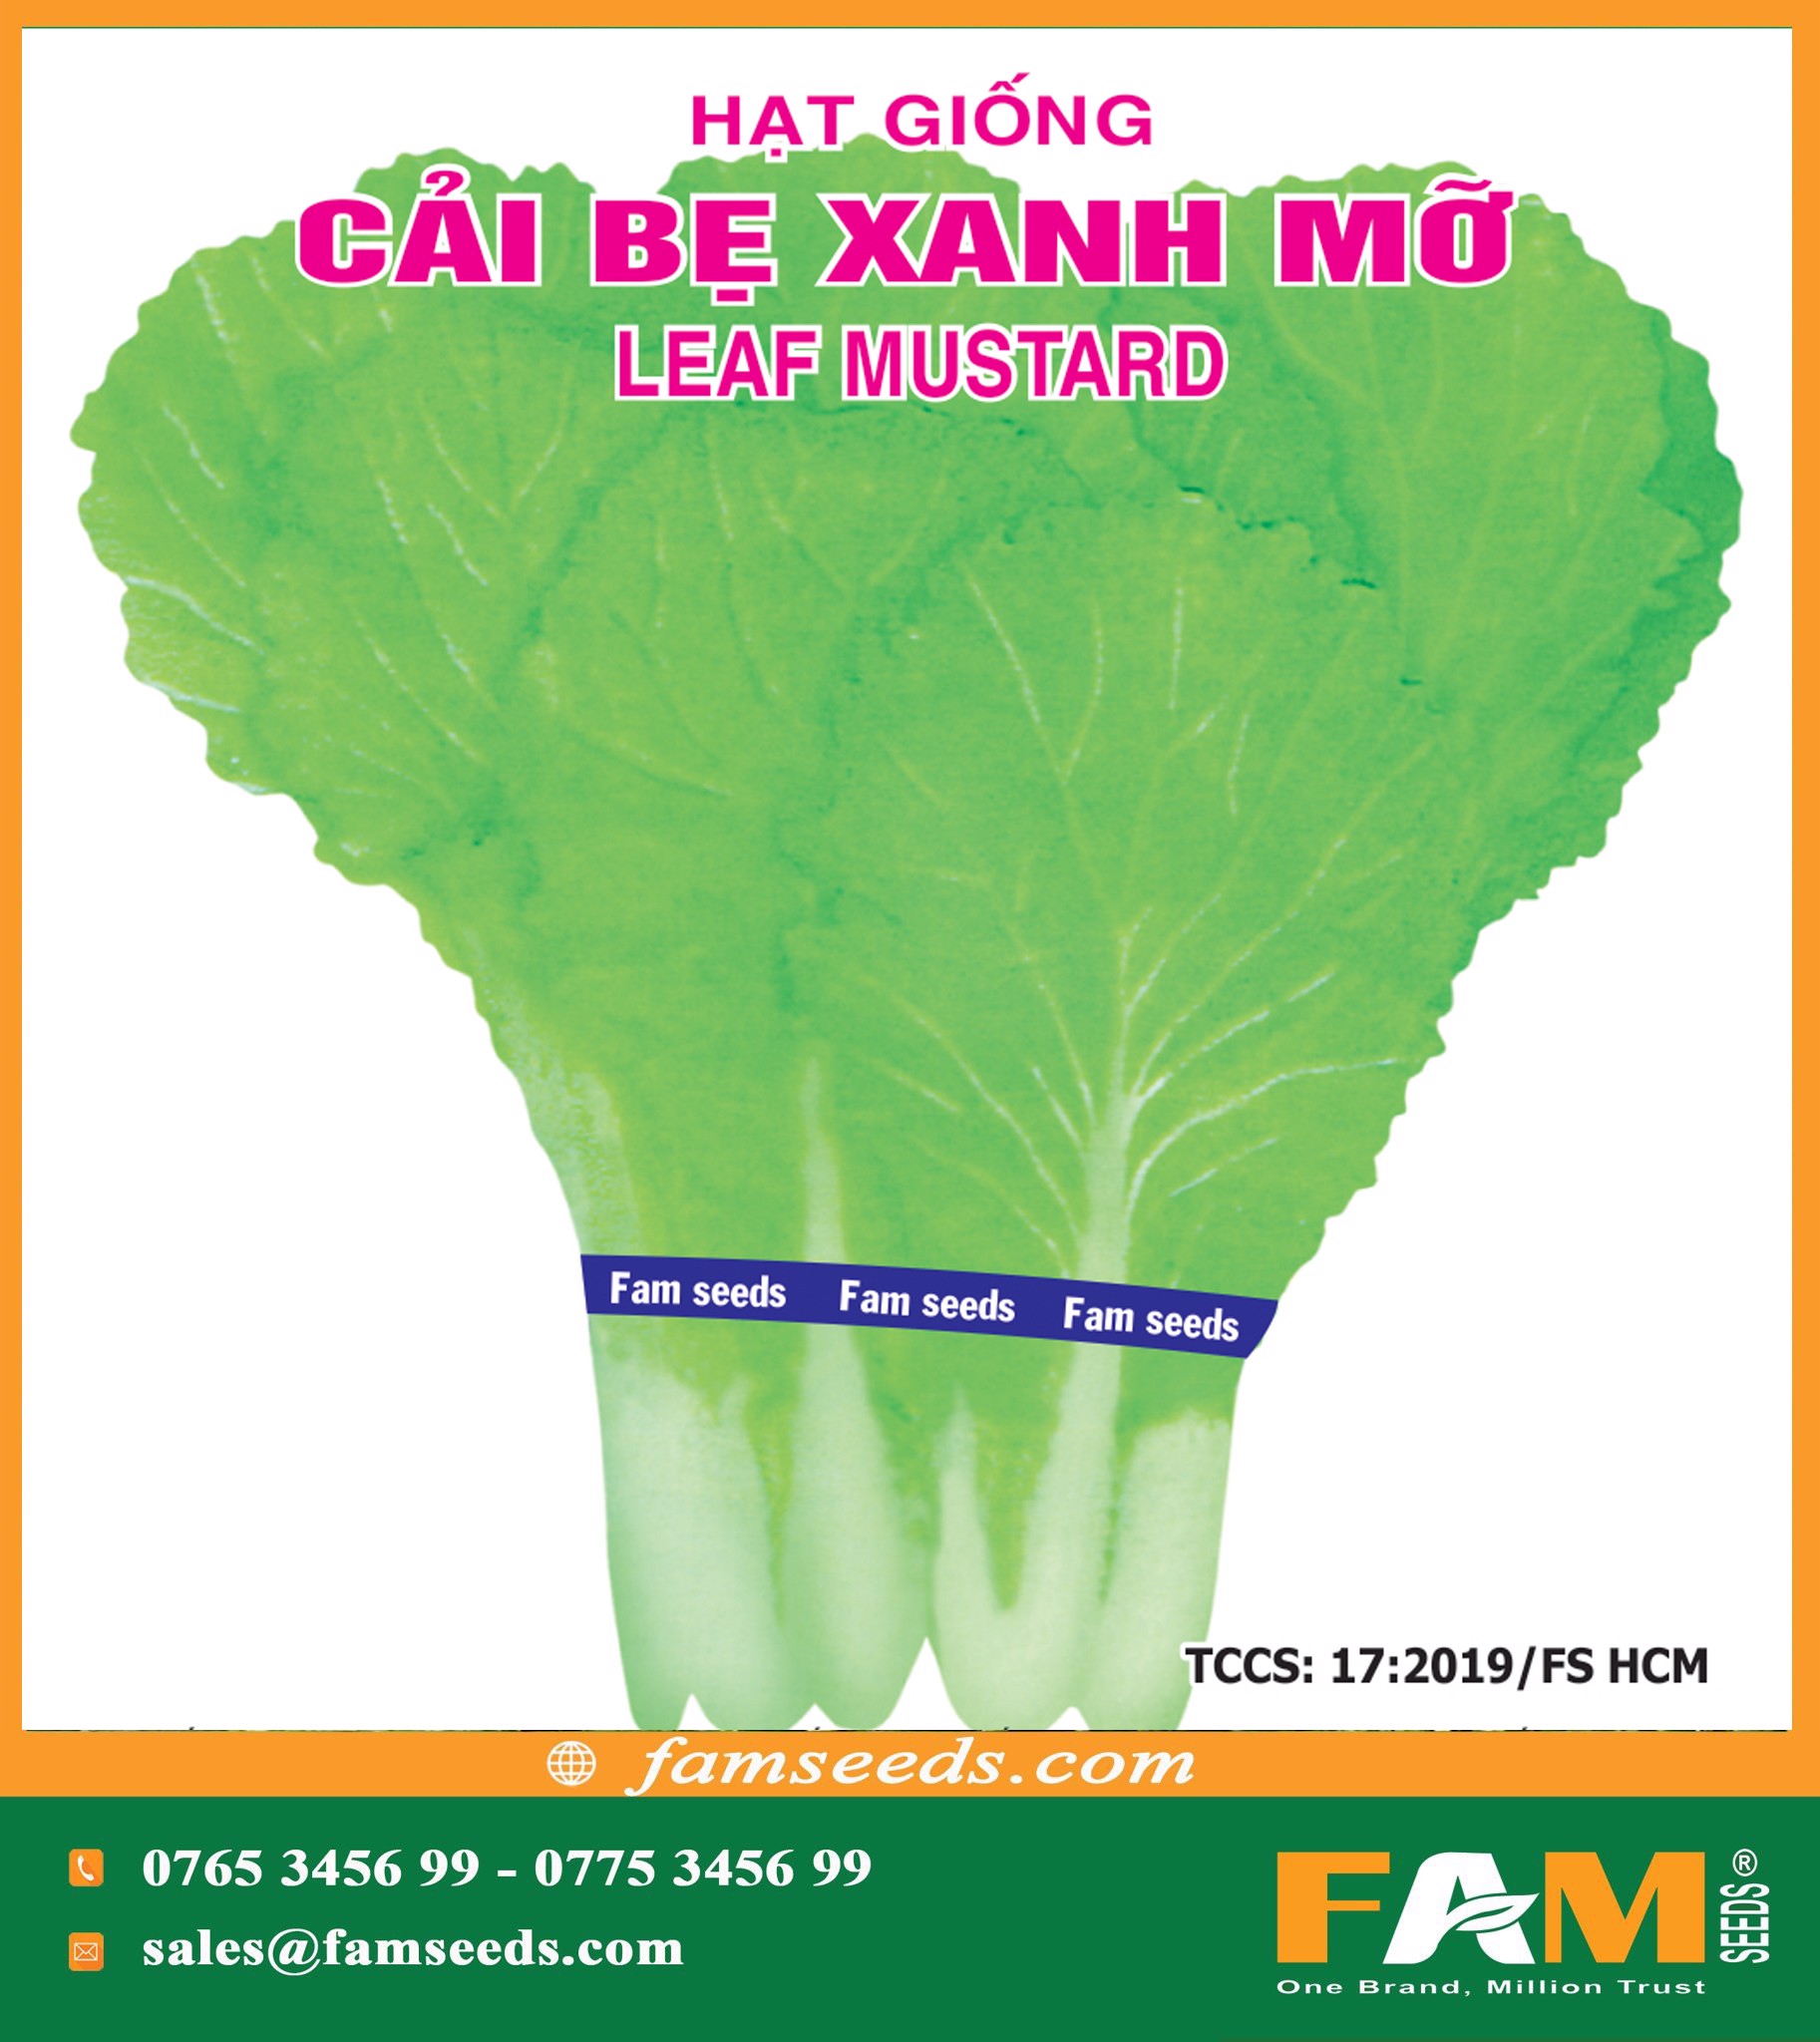 HẠT GIỐNG
CẢI BẸ XANH MỠ
LEAF MUSTARD
Fam seeds Fam seeds Fam seeds
TCCS: 17:2019/FS HCM
famseeds.com
0765 3456 99 - 0775 3456 99
sales@famseeds.com
FAM SEEDS®
One Brand, Million Trust